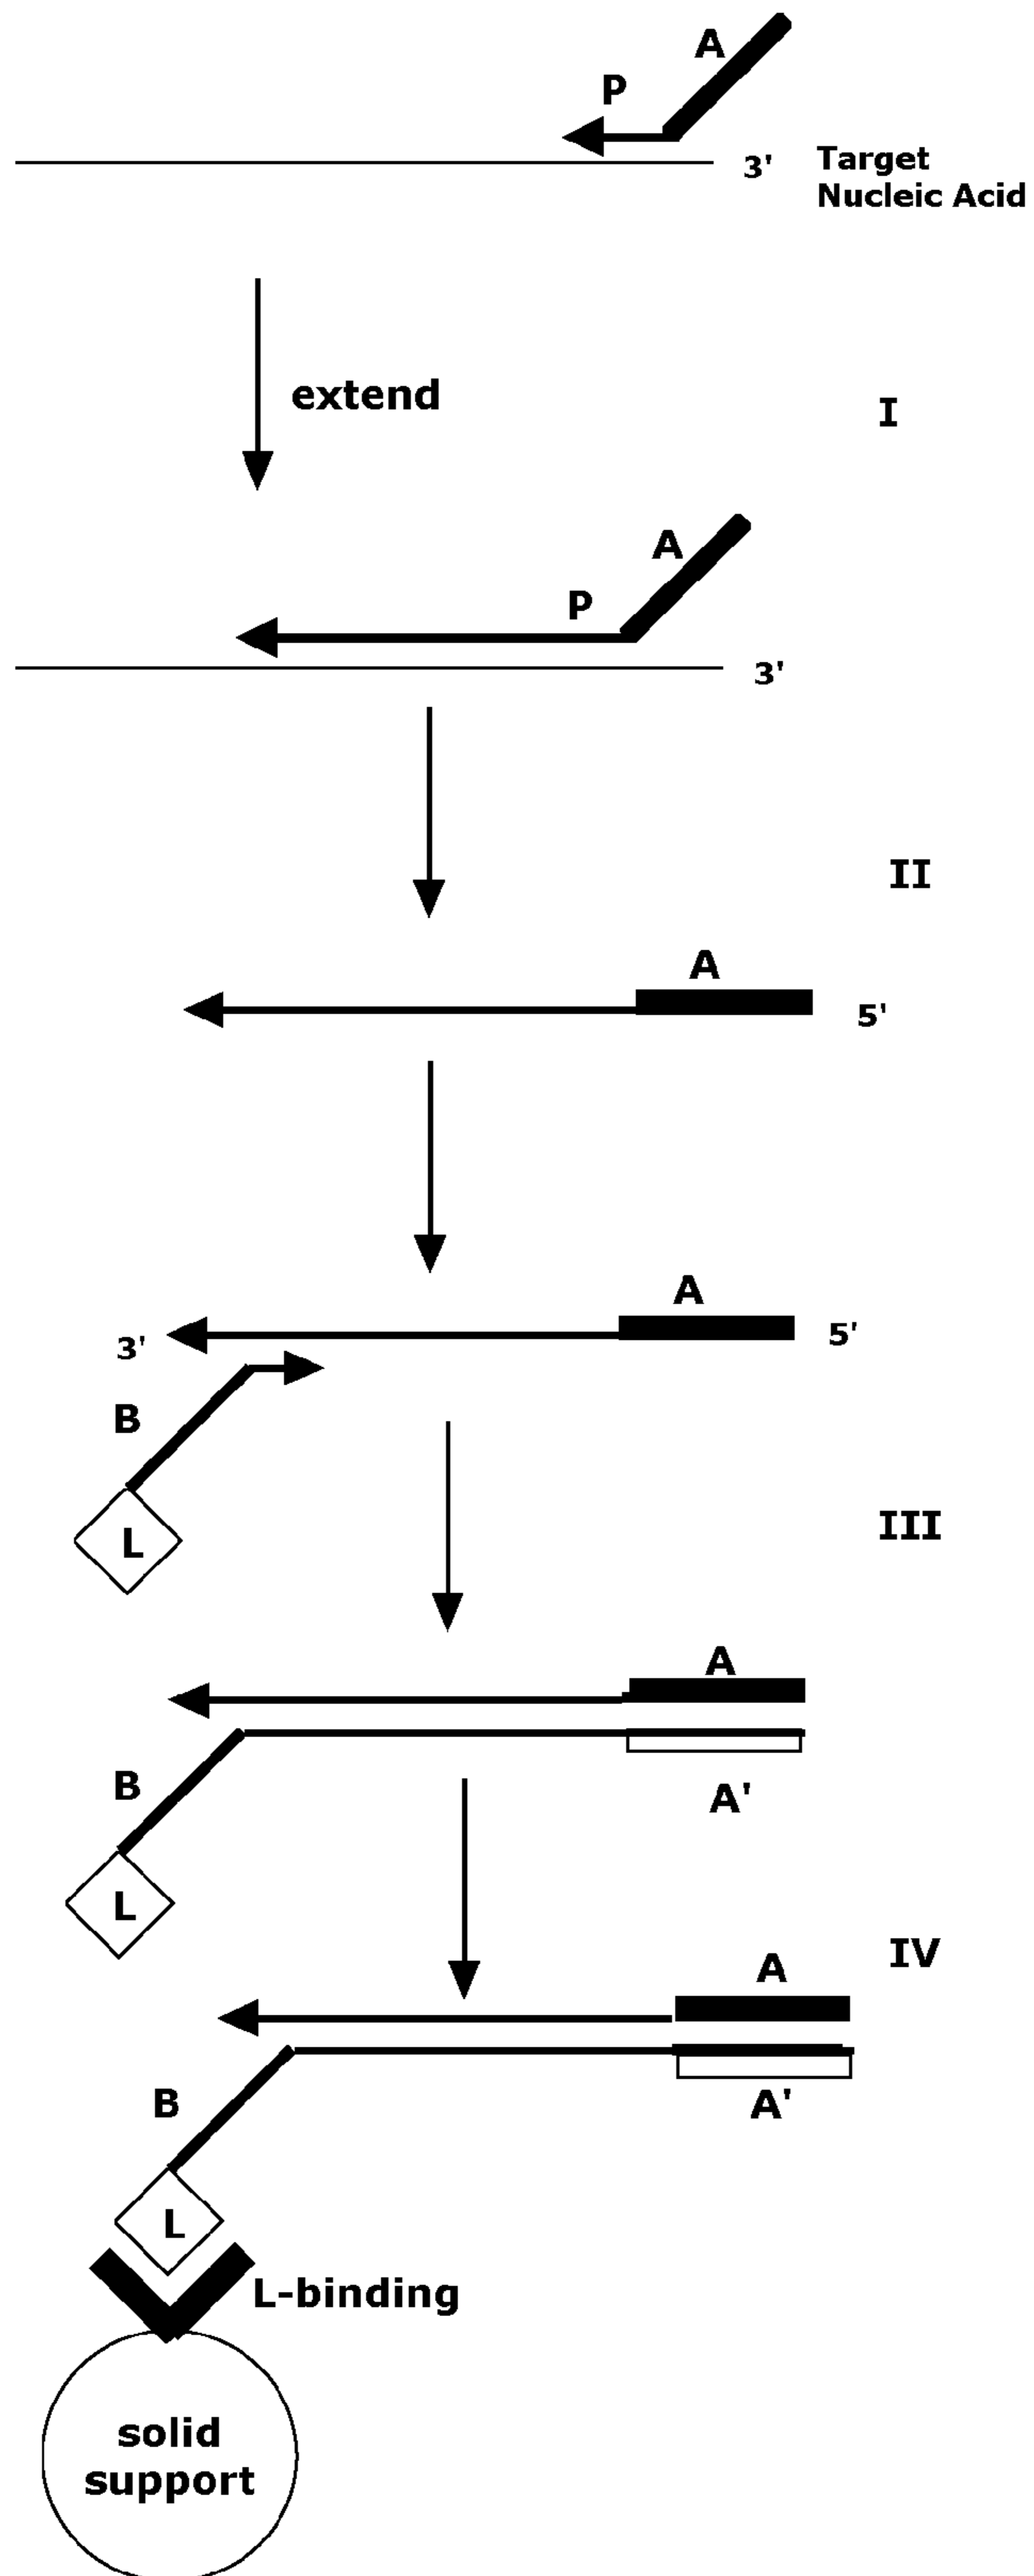 A
P
3'
Target
Nucleic Acid
extend
I
A
P
3'
II
A
5'
A
3'
5'
B
L
III
A
B
A'
L
IV
A
B
A'
L
L-binding
solid
support